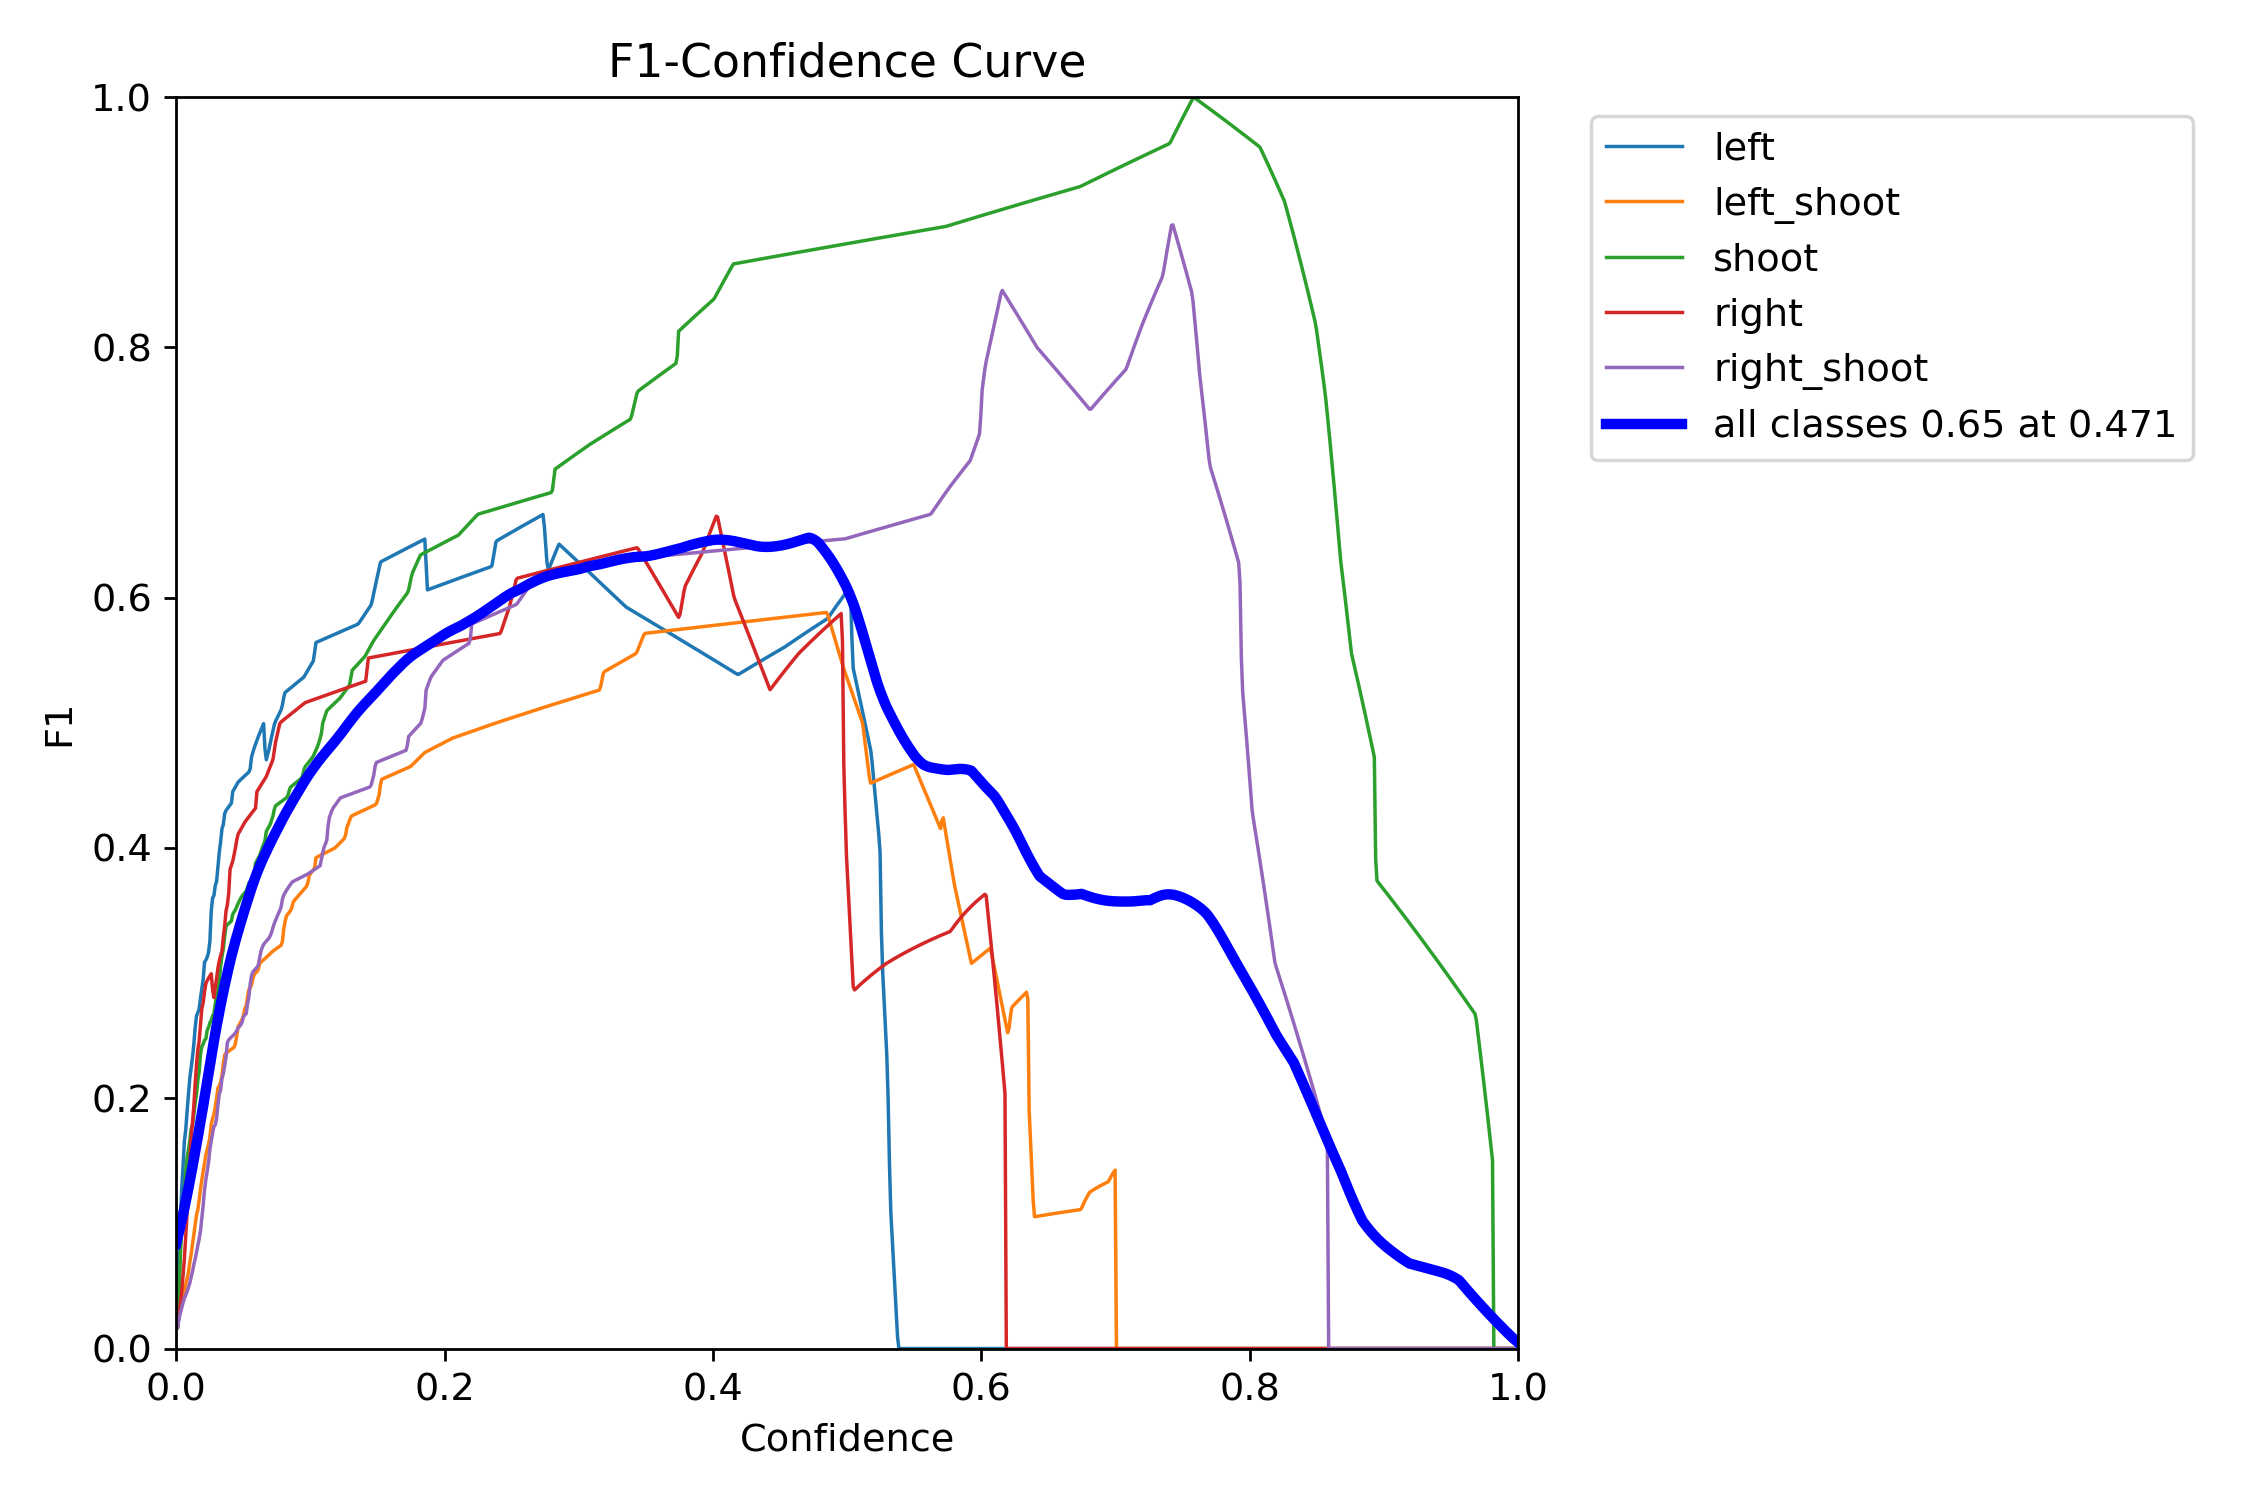 F1-Confidence Curve
1.0
0.8
0.6
0.4
0.2
0.0
F1
0.0 0.2 0.4 0.6 0.8 1.0
Confidence
left
left_shoot
shoot
right
right_shoot
all classes 0.65 at 0.471